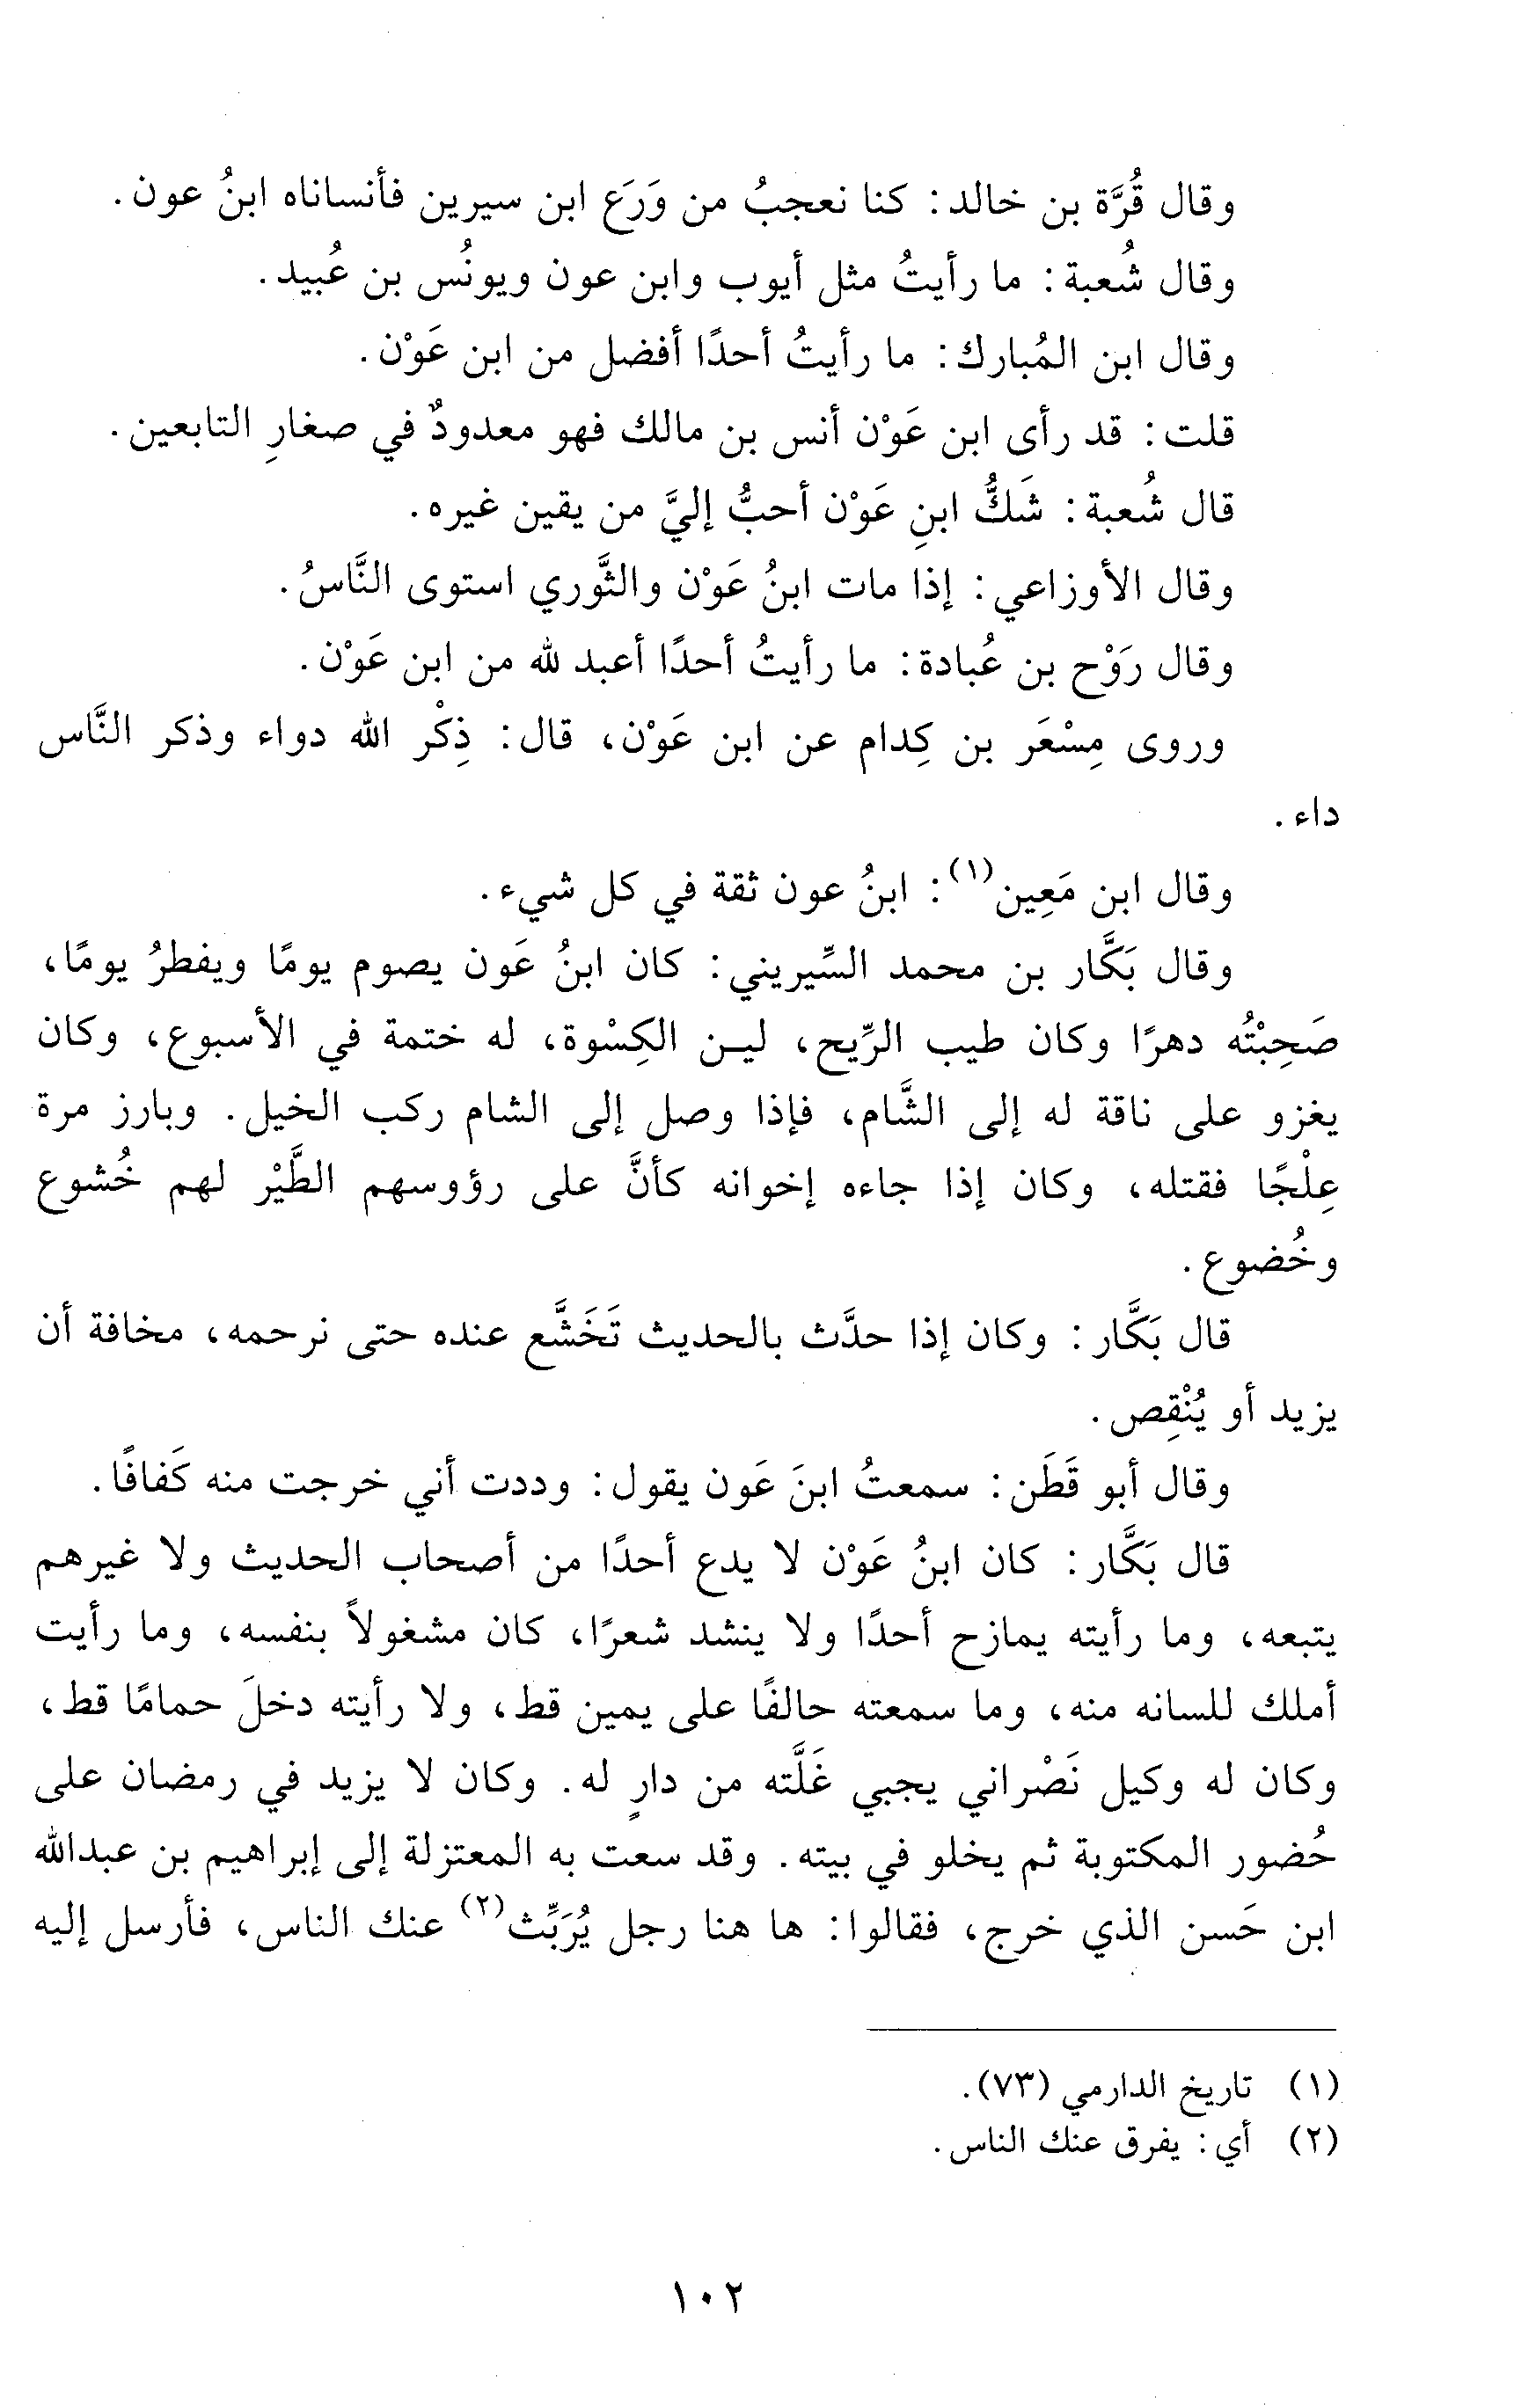 وقال قُرَّة بن خالد: كنا نعجبُ من وَرَع ابن سيرين فأنساناه ابنُ عون.
وقال شُعبة: ما رأيتُ مثل أيوب وابن عون ويونُس بن عُبيد.
وقال ابن المُبارك: ما رأيتُ أحدًا أفضل من ابن عَوْن.
قلت: قد رأى ابن عَوْن أنس بن مالك فهو معدودٌ في صغارِ التابعين.
قال شُعبة: شَكُّ ابنِ عَوْن أحبُّ إليَّ من يقين غيره.
وقال الأوزاعي: إذا مات ابنُ عَوْن والثَّوري استوى النَّاسُ.
وقال رَوْح بن عُبادة: ما رأيتُ أحدًا أعبد لله من ابن عَوْن.
وروى مِسْعَر بن كِدام عن ابن عَوْن، قال: ذِكْر الله دواء وذكر النَّاس
داء.
وقال ابن مَعِين(١): ابنُ عون ثقة في كل شيء.
وقال بَكَّار بن محمد السِّيريني: كان ابنُ عَون يصوم يومًا ويفطرُ يومًا،
صَحِبْتُه دهرًا وكان طيب الرِّيح، ليـن الكِسْوة، له ختمة في الأسبوع، وكان
يغزو على ناقة له إلى الشَّام، فإذا وصل إلى الشام ركب الخيل. وبارز مرة
عِلْجًا فقتله، وكان إذا جاءه إخوانه كأنَّ على رؤوسهم الطَّيْر لهم خُشوع
وخُضوع.
قال بَكَّار: وكان إذا حدَّث بالحديث تَخَشَّع عنده حتى نرحمه، مخافة أن
يزيد أو يُنْقِص.
وقال أبو قَطَن: سمعتُ ابنَ عَون يقول: وددت أني خرجت منه كَفافًا.
قال بَكَّار: كان ابنُ عَوْن لا يدع أحدًا من أصحاب الحديث ولا غيرهم
يتبعه، وما رأيته يمازح أحدًا ولا ينشد شعرًا، كان مشغولاً بنفسه، وما رأيت
أملك للسانه منه، وما سمعته حالفًا على يمين قط، ولا رأيته دخلَ حمامًا قط،
وكان له وكيل نَصْراني يجبي غَلَّته من دارٍ له. وكان لا يزيد في رمضان على
حُضور المكتوبة ثم يخلو في بيته. وقد سعت به المعتزلة إلى إبراهيم بن عبدالله
ابن حَسن الذي خرج، فقالوا: ها هنا رجل يُرَبِّث(٢) عنك الناس، فأرسل إليه
(١) تاريخ الدارمي (٧٣).
(٢) أي: يفرق عنك الناس.
١٠٢